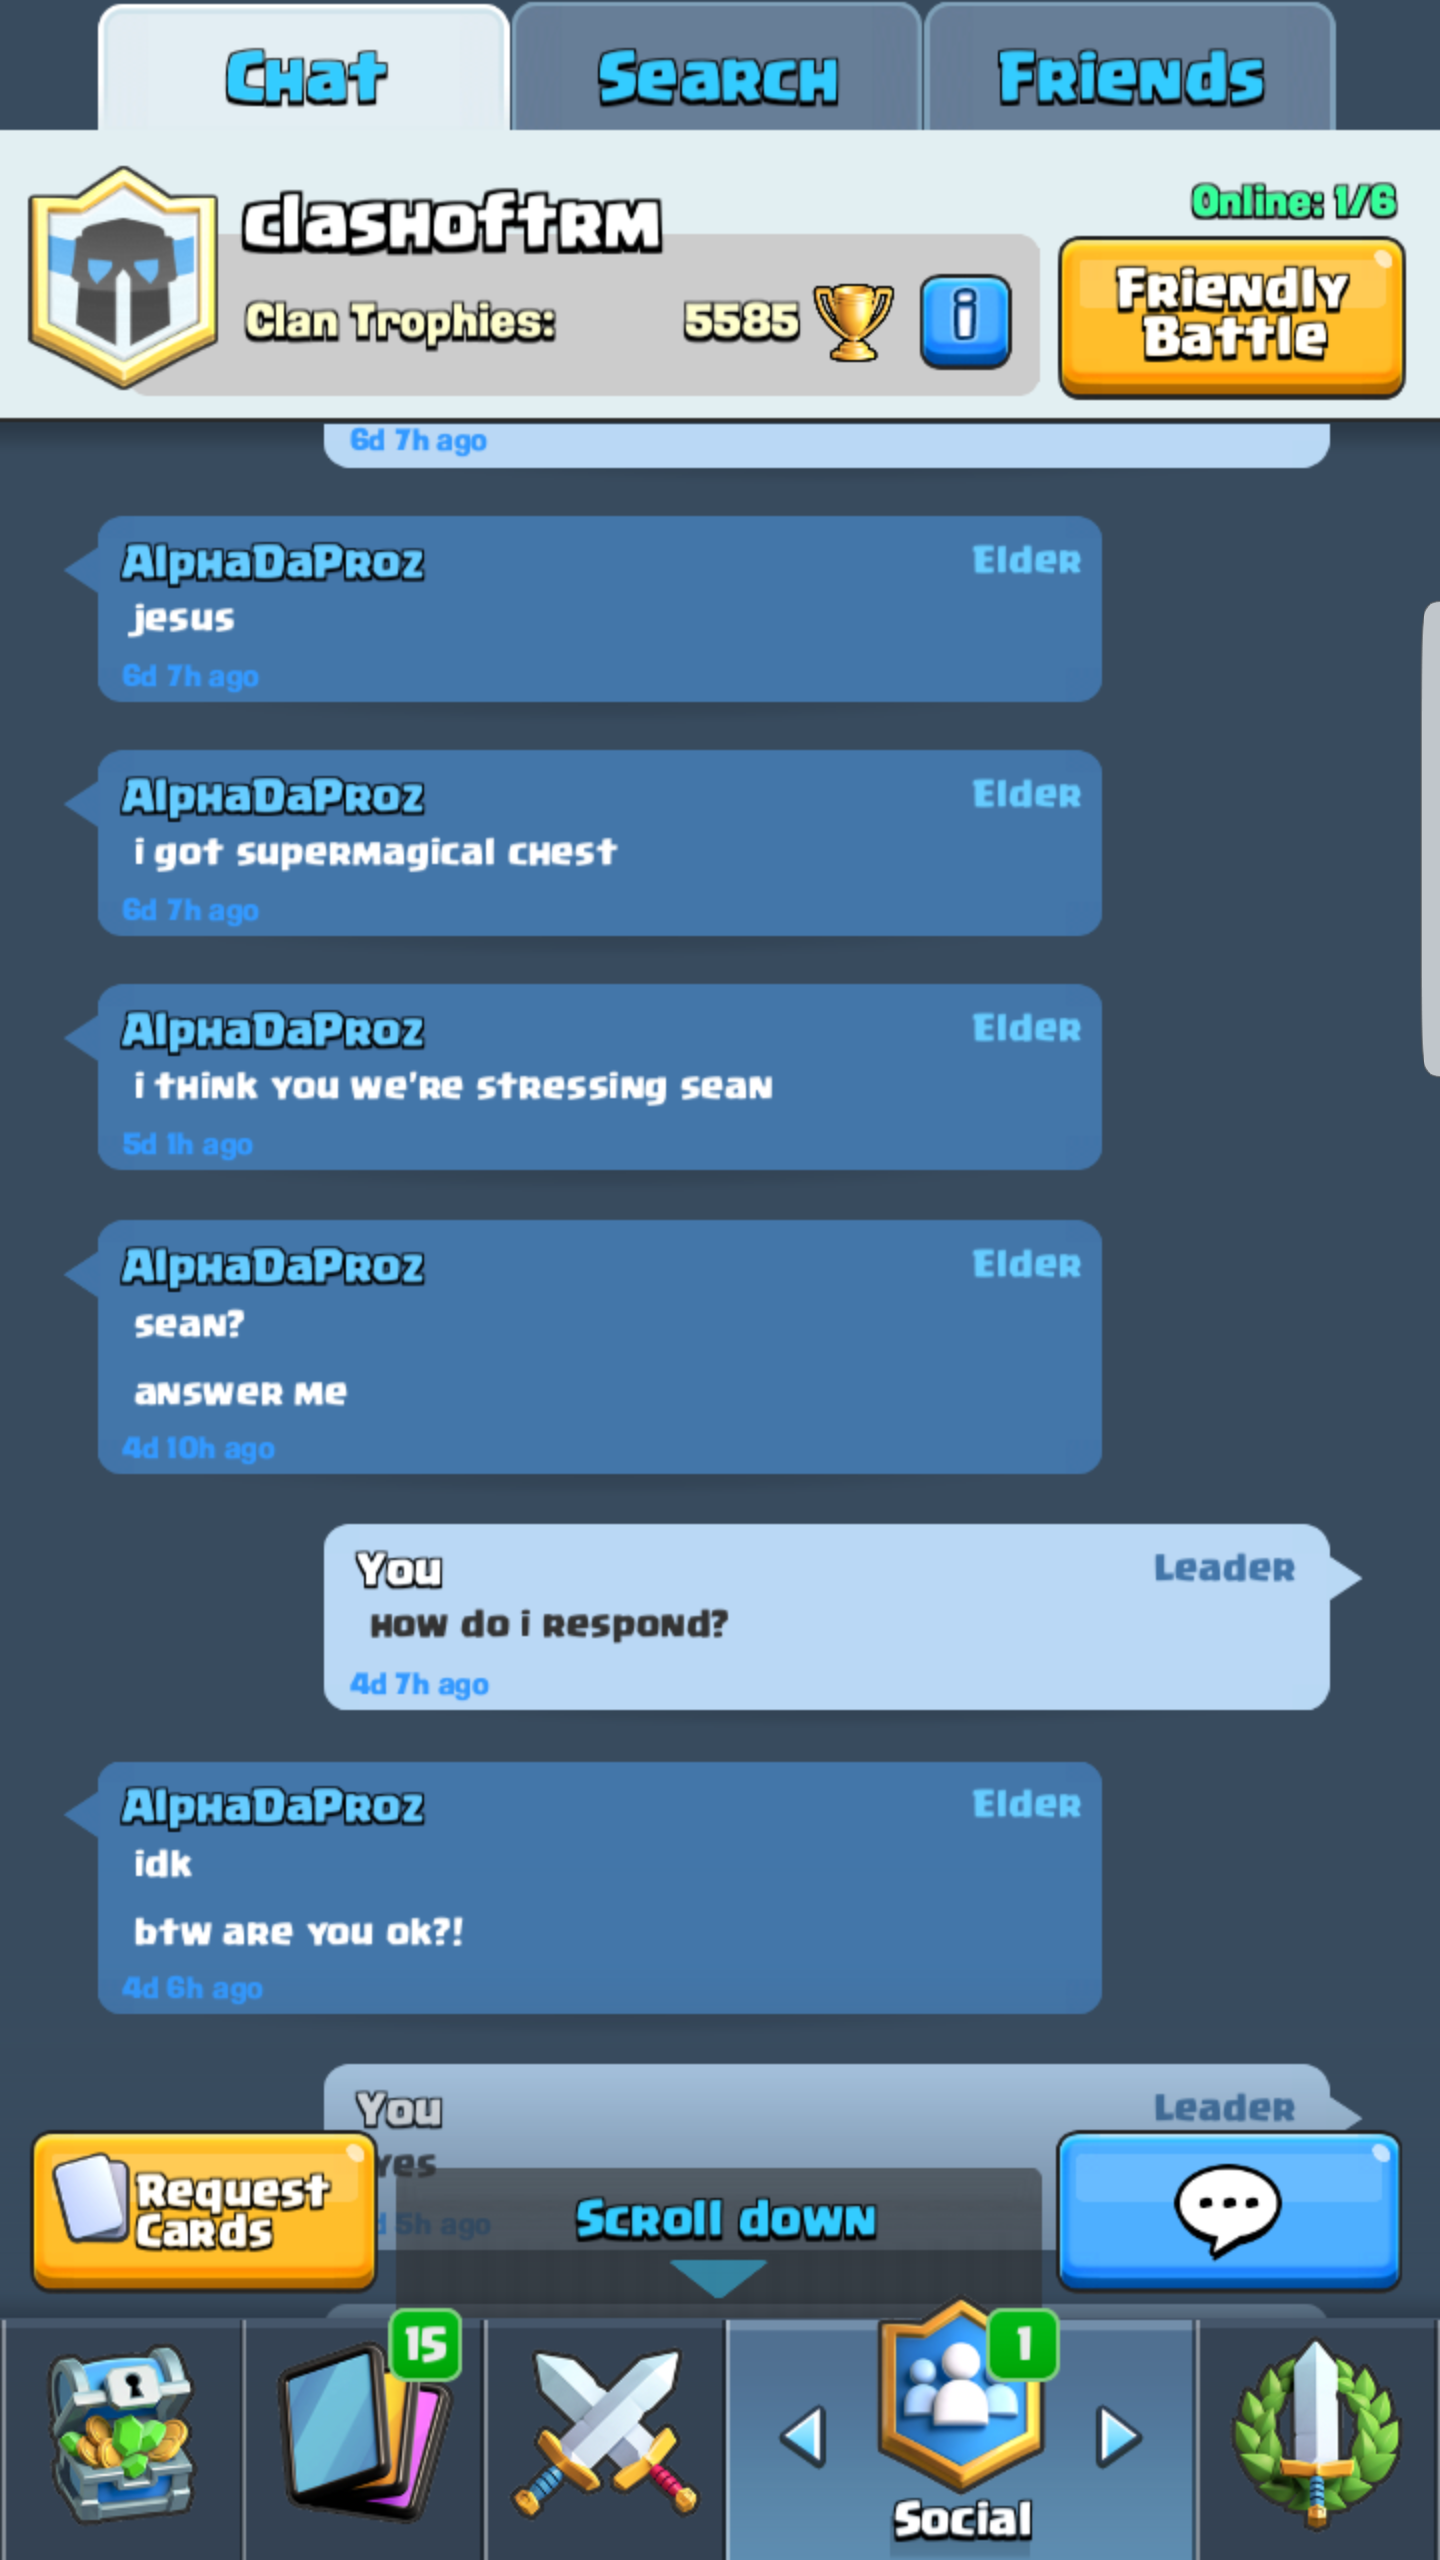 Chat
Search
Friends
clashoftrm
Online: 1/6
Clan Trophies: 5585
i
Friendly
Battle
6d 7h ago
AlphaDaProz Elder
jesus
6d 7h ago
AlphaDaProz Elder
i got supermagical chest
6d 7h ago
AlphaDaProz Elder
i think you we're stressing sean
5d 1h ago
AlphaDaProz Elder
sean?
answer me
4d 10h ago
You Leader
How do i respond?
4d 7h ago
AlphaDaProz Elder
idk
btw are you ok?!
4d 6h ago
You Leader
yes
5h ago
Request
Cards
Scroll down
15
1
Social